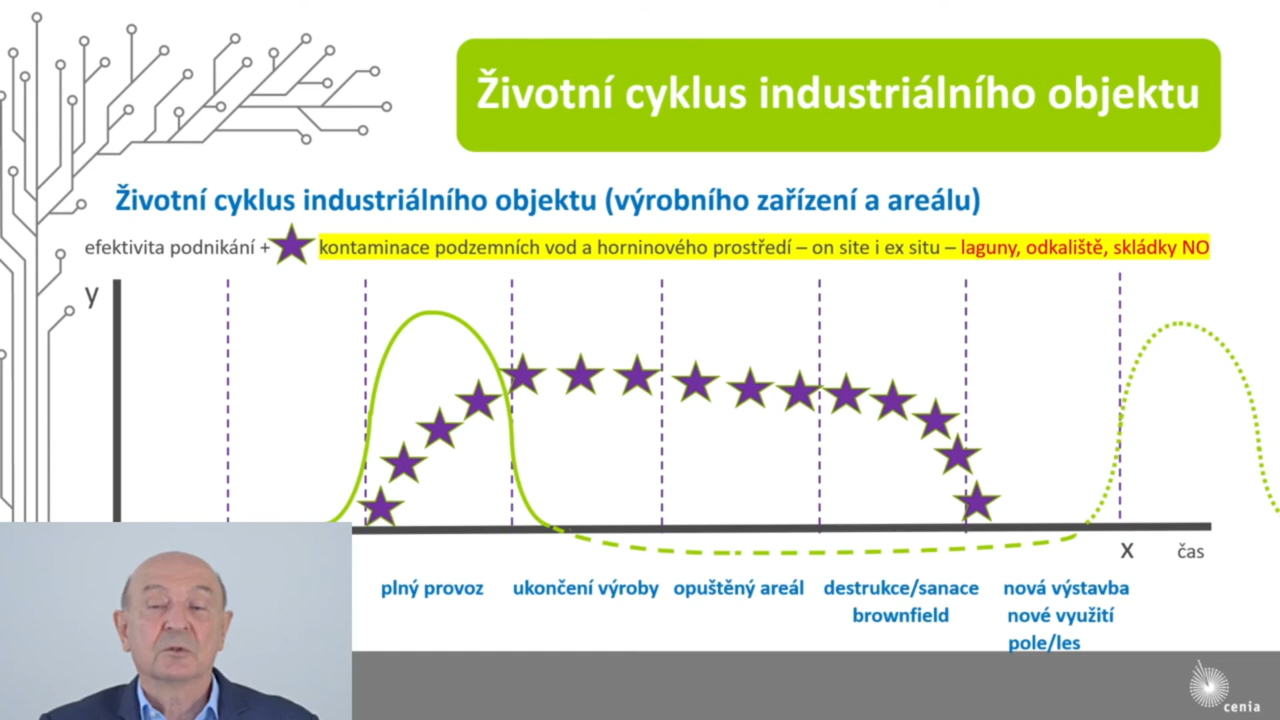 Životní cyklus industriálního objektu
Životní cyklus industriálního objektu (výrobního zařízení a areálu)
efektivita podnikání + kontaminace podzemních vod a horninového prostředí – on site i ex situ – laguny, odkaliště, skládky NO
y
x čas
plný provoz ukončení výroby opuštěný areál destrukce/sanace nová výstavba
brownfield nové využití
pole/les
cenia